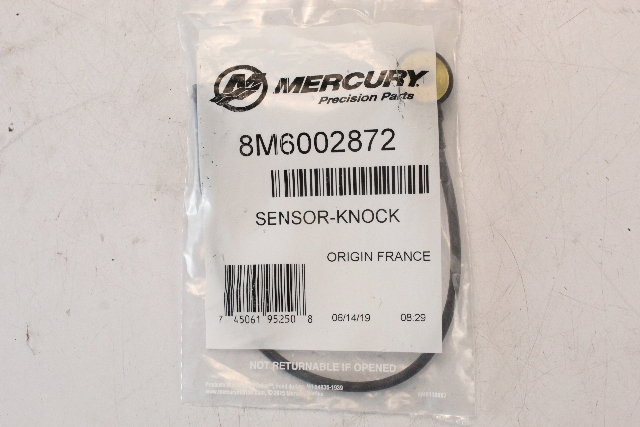 MERCURY
Precision Parts
8M6002872
SENSOR-KNOCK
ORIGIN FRANCE
7 45061 95250 8
06/14/19 08:29
NOT RETURNABLE IF OPENED